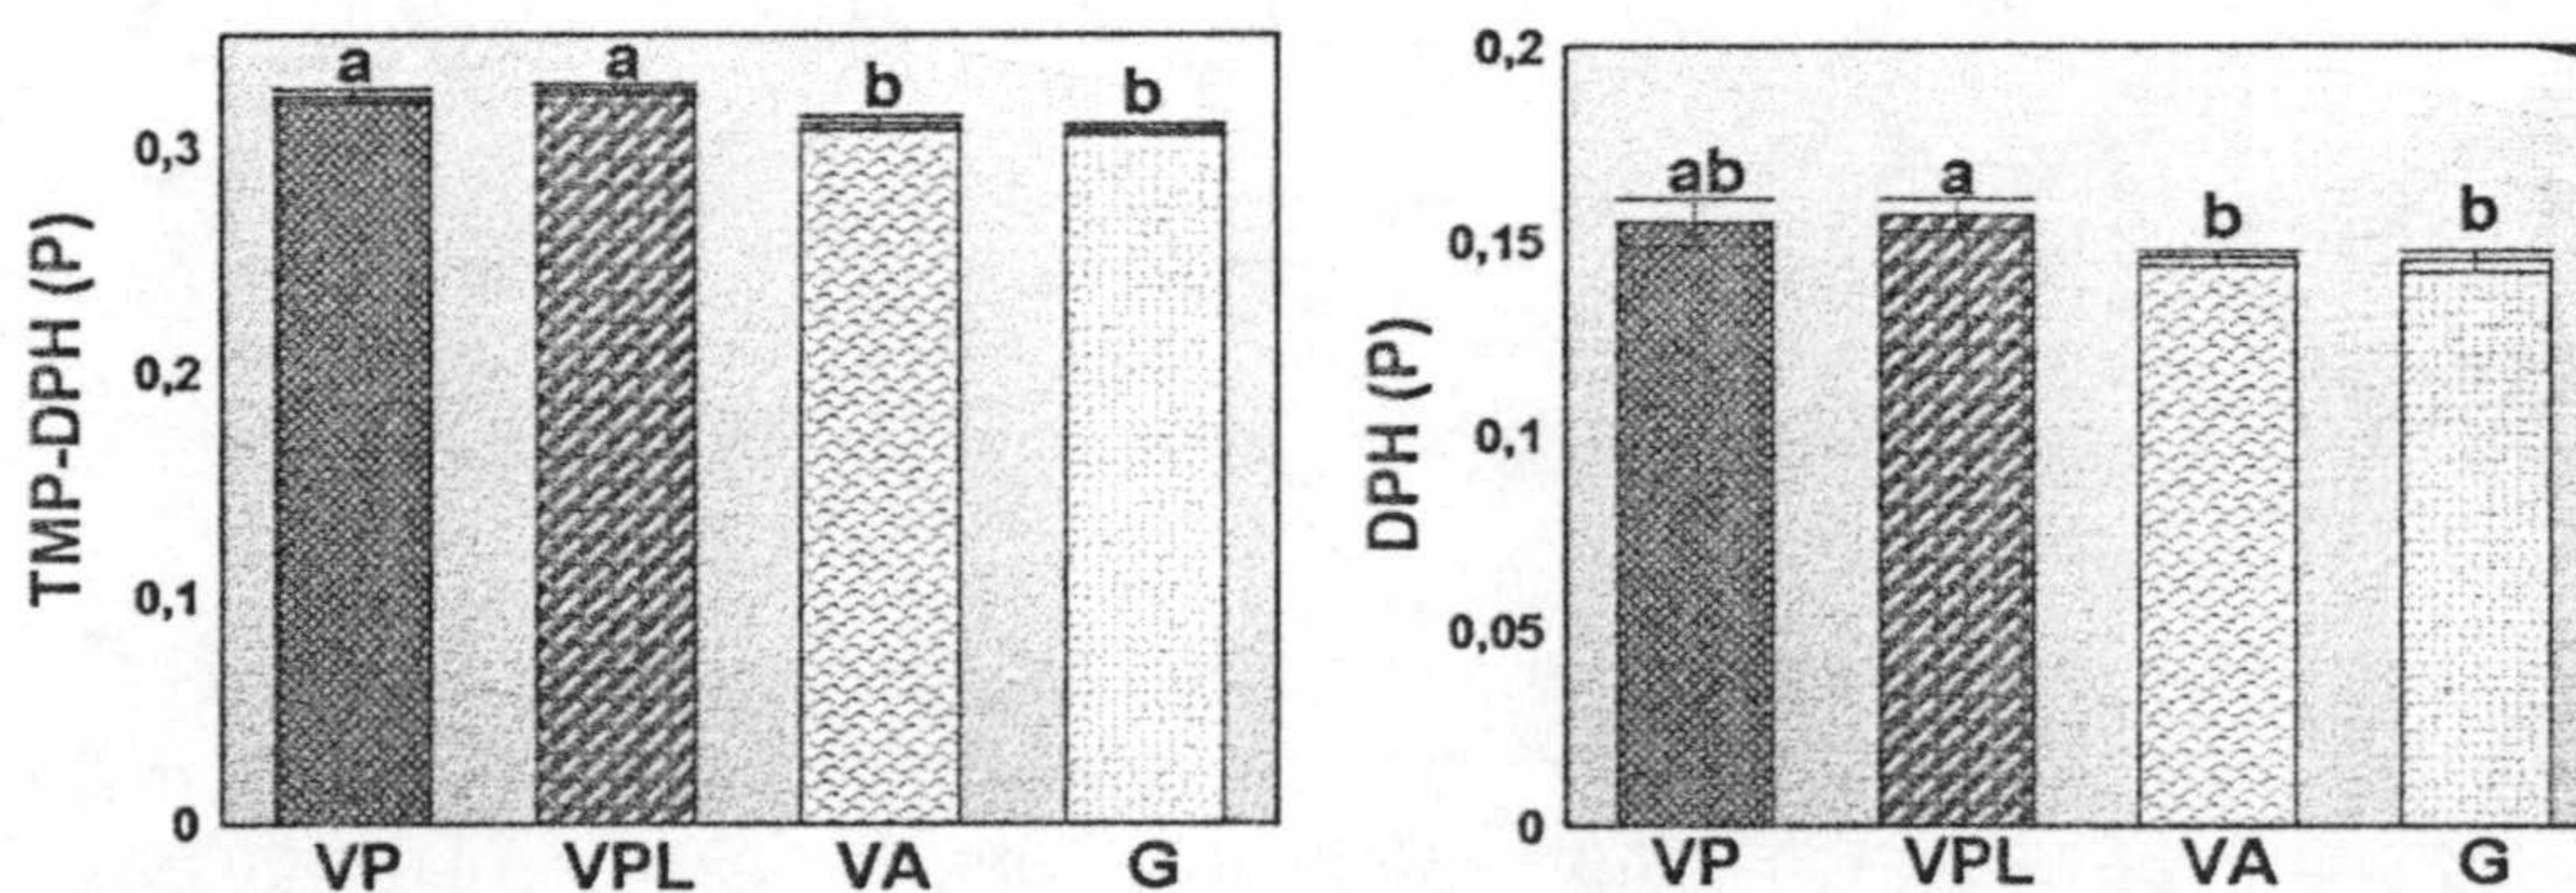 TMP-DPH (P)
0,3
0,2
0,1
0
a
a
b
b
VP
VPL
VA
G
DPH (P)
0,2
0,15
0,1
0,05
0
ab
a
b
b
VP
VPL
VA
G